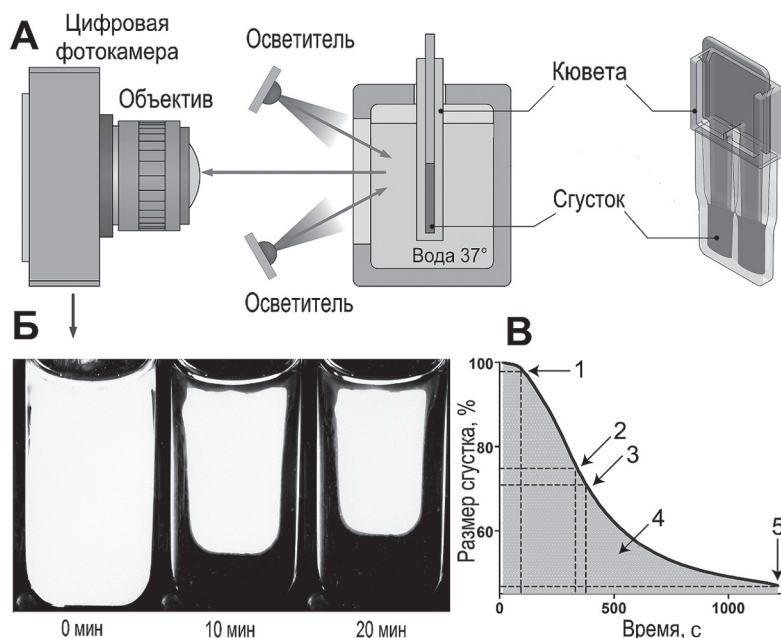 А
Цифровая
фотокамера
Объектив
Осветитель
Осветитель
Вода 37°
Кювета
Сгусток
Б
0 мин
10 мин
20 мин
В
Размер сгустка, %
100
80
60
1
2
3
4
5
0
500
1000
Время, с